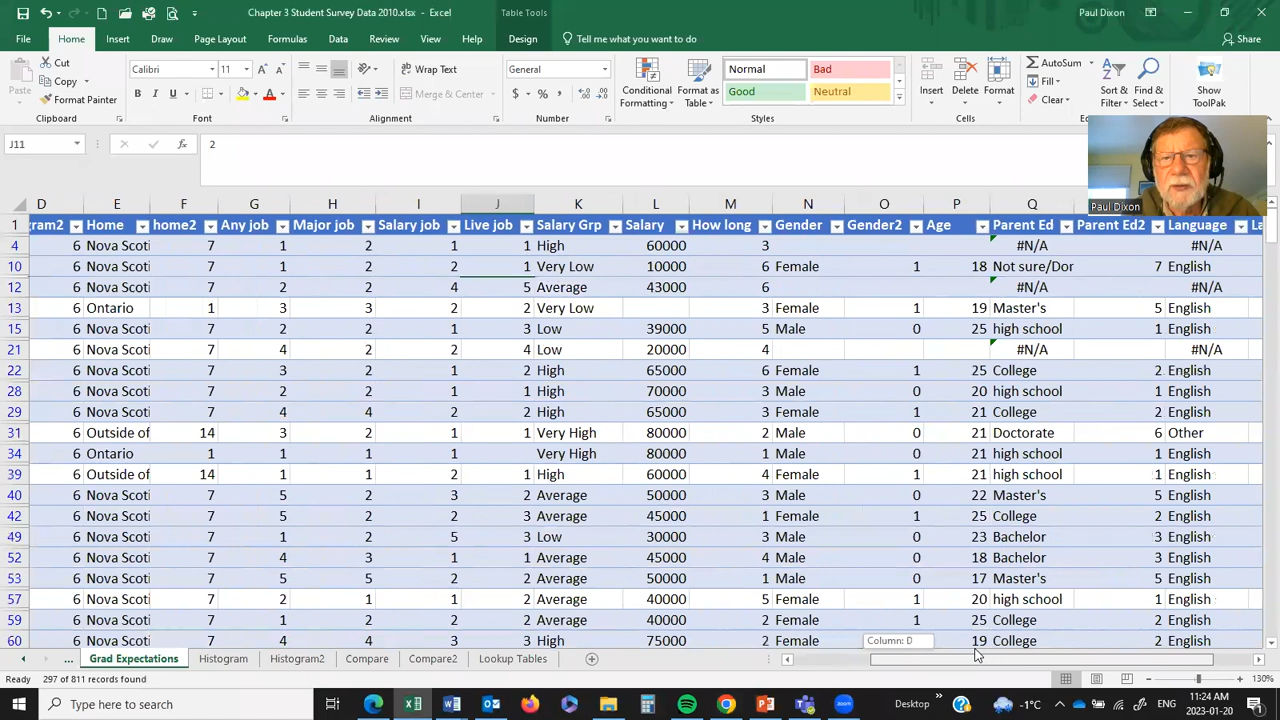 Chapter 3 Student Survey Data 2010.xlsx - Excel
Table Tools
Paul Dixon
File Home Insert Draw Page Layout Formulas Data Review View Help Design Tell me what you want to do Share
Cut
Copy
Format Painter
Paste
Clipboard
Calibri 11
B I U
Font
Wrap Text
Merge & Center
Alignment
General
$ % ,
Number
Conditional Formatting
Format as Table
Normal Bad
Good Neutral
Styles
Insert Delete Format
Cells
AutoSum
Fill
Clear
Sort & Filter
Find & Select
Show ToolPak
Paul Dixon
J11 fx 2
D E F G H I J K L M N O P Q R S
1 gram2 Home home2 Any job Major job Salary job Live job Salary Grp Salary How long Gender Gender2 Age Parent Ed Parent Ed2 Language La
4 6 Nova Scoti 7 1 2 1 1 High 60000 3 #N/A #N/A
10 6 Nova Scoti 7 1 2 2 1 Very Low 10000 6 Female 1 18 Not sure/Dor 7 English
12 6 Nova Scoti 7 2 2 4 5 Average 43000 6 #N/A #N/A
13 6 Ontario 1 3 3 2 2 Very Low 3 Female 1 19 Master's 5 English
15 6 Nova Scoti 7 2 2 1 3 Low 39000 5 Male 0 25 high school 1 English
21 6 Nova Scoti 7 4 2 2 4 Low 20000 4 #N/A #N/A
22 6 Nova Scoti 7 3 2 1 2 High 65000 6 Female 1 25 College 2 English
28 6 Nova Scoti 7 2 2 1 1 High 70000 3 Male 0 20 high school 1 English
29 6 Nova Scoti 7 4 4 2 2 High 65000 3 Female 1 21 College 2 English
31 6 Outside of 14 3 2 1 1 Very High 80000 2 Male 0 21 Doctorate 6 Other
34 6 Ontario 1 1 1 1 Very High 80000 1 Male 0 21 high school 1 English
39 6 Outside of 14 1 1 2 1 High 60000 4 Female 1 21 high school 1 English
40 6 Nova Scoti 7 5 2 3 2 Average 50000 3 Male 0 22 Master's 5 English
42 6 Nova Scoti 7 5 2 2 3 Average 45000 1 Female 1 25 College 2 English
49 6 Nova Scoti 7 1 2 5 3 Low 30000 3 Male 0 23 Bachelor 3 English
52 6 Nova Scoti 7 4 3 1 1 Average 45000 4 Male 0 18 Bachelor 3 English
53 6 Nova Scoti 7 5 5 2 2 Average 50000 1 Male 0 17 Master's 5 English
57 6 Nova Scoti 7 2 1 1 2 Average 40000 5 Female 1 20 high school 1 English
59 6 Nova Scoti 7 1 2 2 2 Average 40000 2 Female 1 25 College 2 English
60 6 Nova Scoti 7 4 4 3 3 High 75000 2 Female 19 College 2 English
Column: D
... Grad Expectations Histogram Histogram2 Compare Compare2 Lookup Tables
Ready 297 of 811 records found 130%
Type here to search
Desktop » -1°C ENG 11:24 AM
2023-01-20